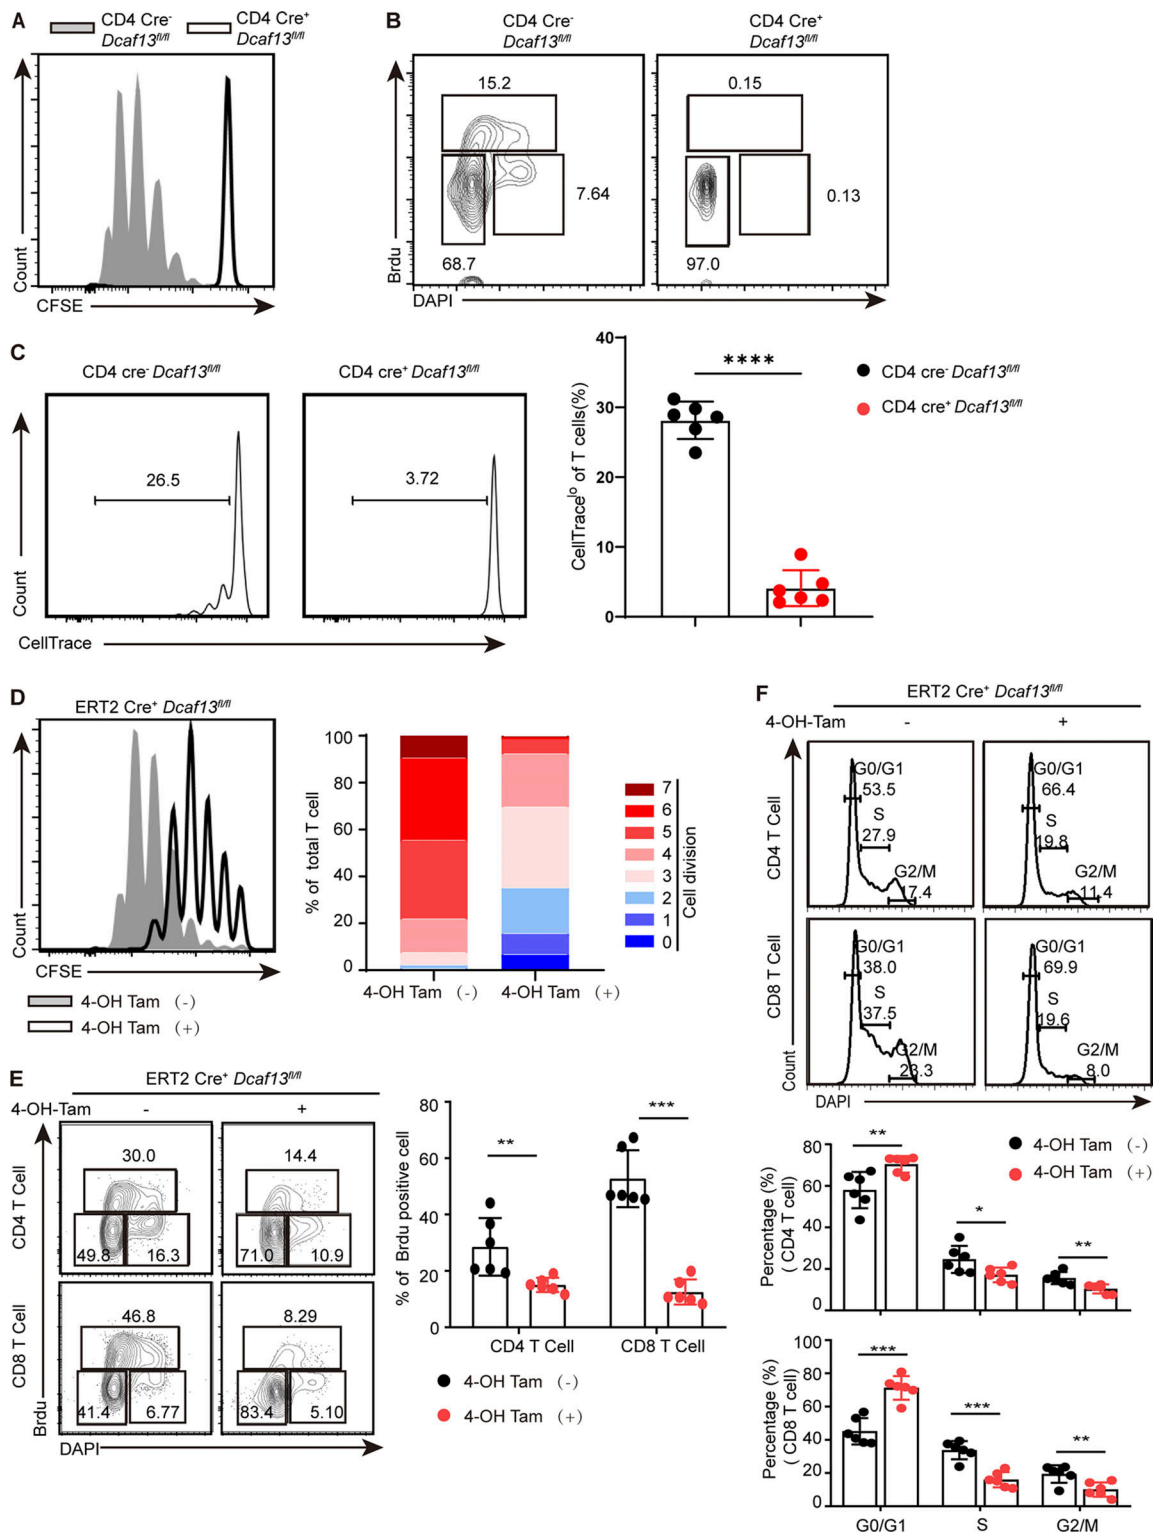 A
CD4 Cre⁻
Dcaf13fl/fl
CD4 Cre⁺
Dcaf13fl/fl
Count
CFSE
B
CD4 Cre⁻
Dcaf13fl/fl
CD4 Cre⁺
Dcaf13fl/fl
15.2
0.15
7.64
0.13
68.7
97.0
Brdu
DAPI
C
CD4 cre⁻ Dcaf13fl/fl
CD4 cre⁺ Dcaf13fl/fl
26.5
3.72
Count
CellTrace
CellTraceˡᵒ of T cells(%)
40
30
20
10
0
****
CD4 cre⁻ Dcaf13fl/fl
CD4 cre⁺ Dcaf13fl/fl
D
ERT2 Cre⁺ Dcaf13fl/fl
Count
CFSE
4-OH Tam (-)
4-OH Tam (+)
% of total T cell
100
80
60
40
20
0
4-OH Tam (-)
4-OH Tam (+)
7
6
5
4
3
2
1
0
Cell division
E
ERT2 Cre⁺ Dcaf13fl/fl
4-OH-Tam - +
CD4 T Cell
30.0
49.8
16.3
14.4
71.0
10.9
CD8 T Cell
46.8
41.4
6.77
8.29
83.4
5.10
Brdu
DAPI
% of Brdu positive cell
80
60
40
20
0
**
***
CD4 T Cell
CD8 T Cell
4-OH Tam (-)
4-OH Tam (+)
F
ERT2 Cre⁺ Dcaf13fl/fl
4-OH-Tam - +
CD4 T Cell
G0/G1
53.5
S
27.9
G2/M
17.4
G0/G1
66.4
S
19.8
G2/M
11.4
CD8 T Cell
G0/G1
38.0
S
37.5
G2/M
23.3
G0/G1
69.9
S
19.6
G2/M
8.0
Count
DAPI
4-OH Tam (-)
4-OH Tam (+)
Percentage (%)
( CD4 T cell)
80
60
40
20
0
**
*
**
Percentage (%)
( CD8 T cell)
80
60
40
20
0
***
***
**
G0/G1
S
G2/M